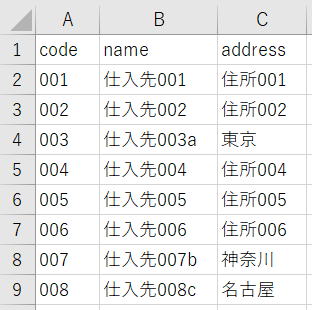 A B C
1 code name address
2 001 仕入先001 住所001
3 002 仕入先002 住所002
4 003 仕入先003a 東京
5 004 仕入先004 住所004
6 005 仕入先005 住所005
7 006 仕入先006 住所006
8 007 仕入先007b 神奈川
9 008 仕入先008c 名古屋